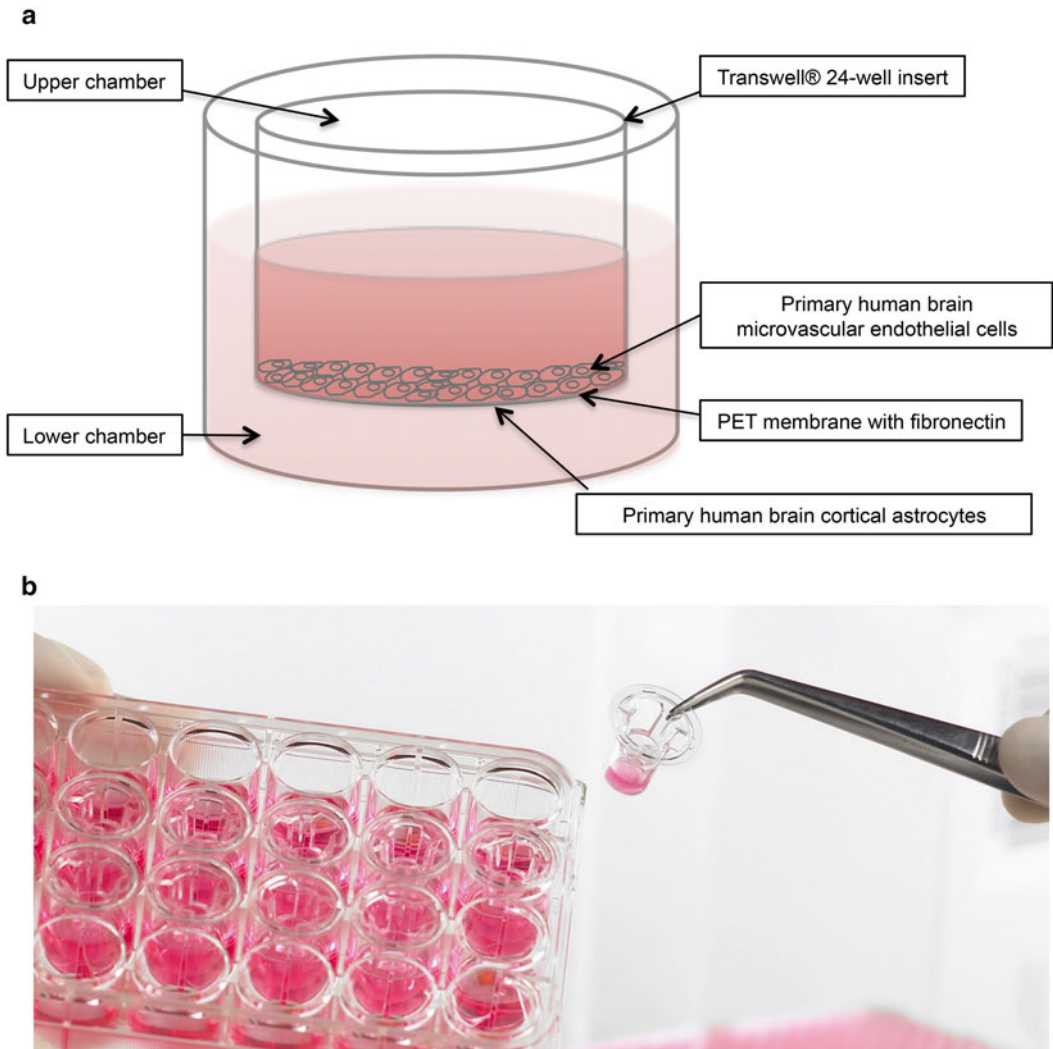 a
Upper chamber
Transwell® 24-well insert
Primary human brain
microvascular endothelial cells
PET membrane with fibronectin
Lower chamber
Primary human brain cortical astrocytes
b